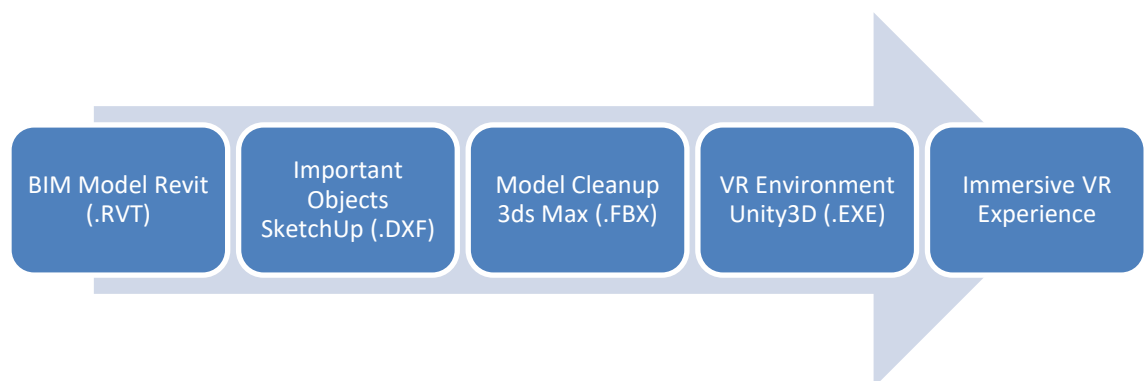 BIM Model Revit
(.RVT)
Important
Objects
SketchUp (.DXF)
Model Cleanup
3ds Max (.FBX)
VR Environment
Unity3D (.EXE)
Immersive VR
Experience